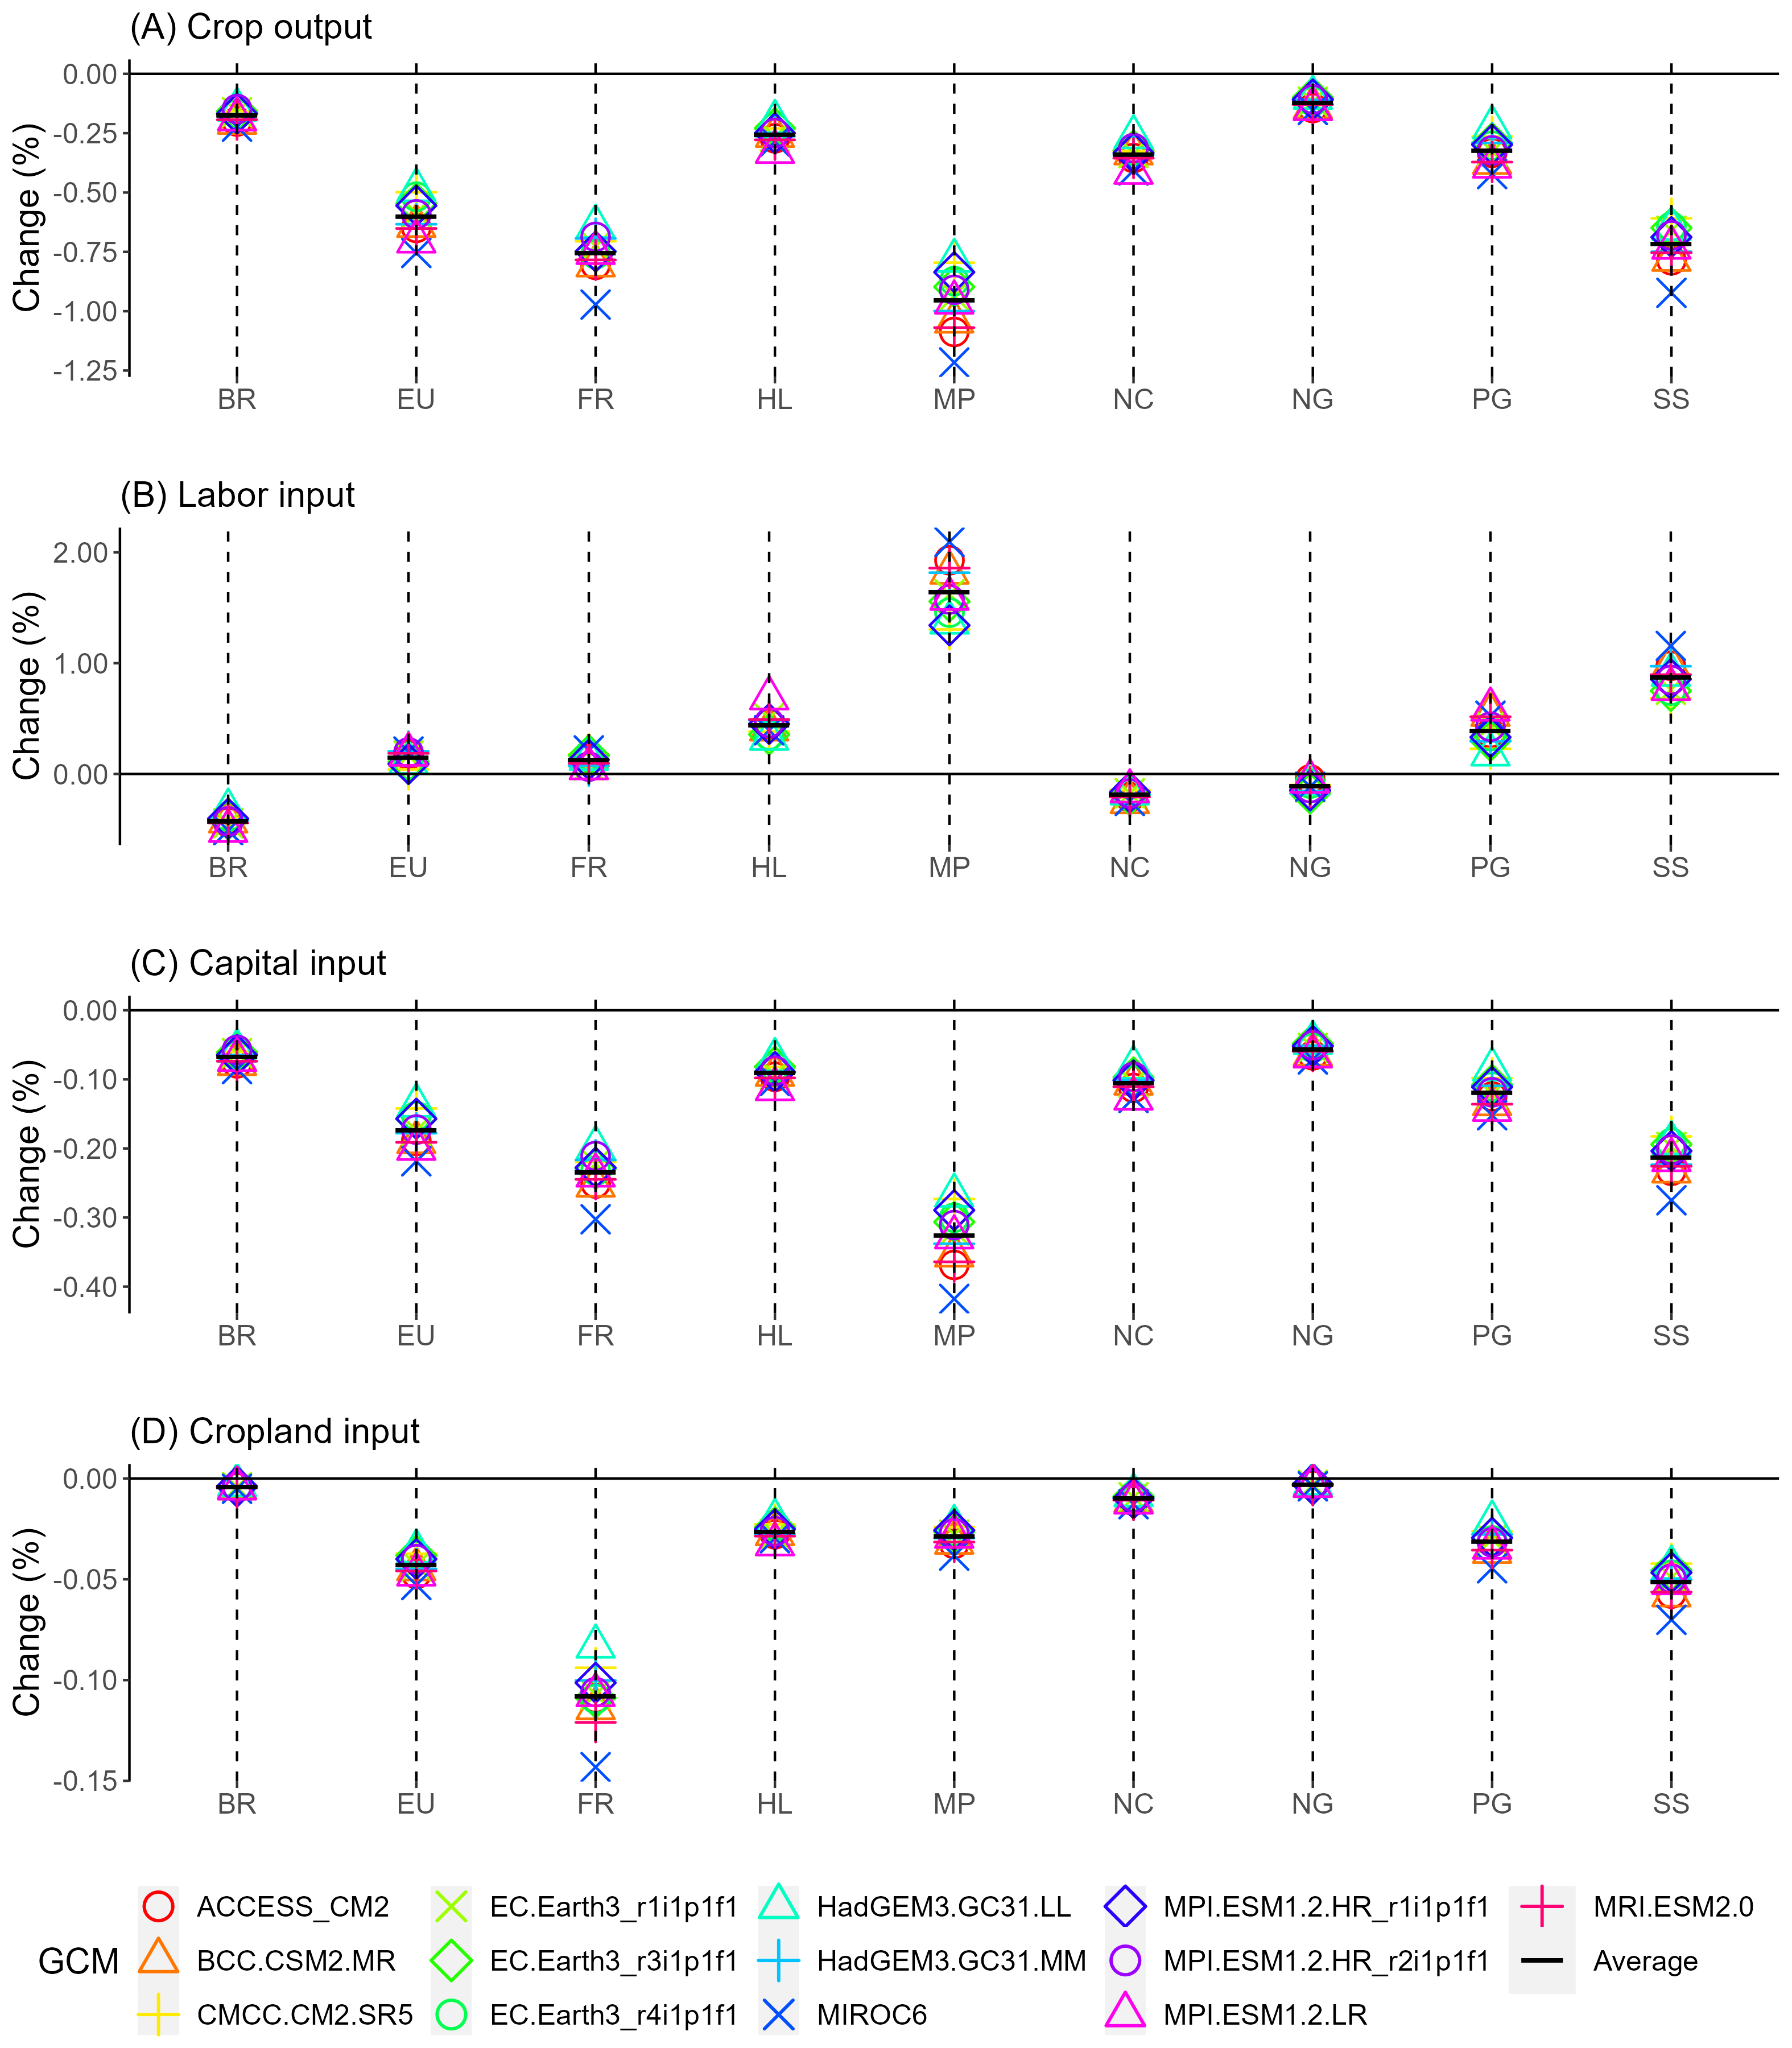 (A) Crop output
Change (%)
0.00
-0.25
-0.50
-0.75
-1.00
-1.25
BR EU FR HL MP NC NG PG SS
(B) Labor input
Change (%)
2.00
1.00
0.00
BR EU FR HL MP NC NG PG SS
(C) Capital input
Change (%)
0.00
-0.10
-0.20
-0.30
-0.40
BR EU FR HL MP NC NG PG SS
(D) Cropland input
Change (%)
0.00
-0.05
-0.10
-0.15
BR EU FR HL MP NC NG PG SS
GCM
ACCESS_CM2
BCC.CSM2.MR
CMCC.CM2.SR5
EC.Earth3_r1i1p1f1
EC.Earth3_r3i1p1f1
EC.Earth3_r4i1p1f1
HadGEM3.GC31.LL
HadGEM3.GC31.MM
MIROC6
MPI.ESM1.2.HR_r1i1p1f1
MPI.ESM1.2.HR_r2i1p1f1
MPI.ESM1.2.LR
MRI.ESM2.0
Average